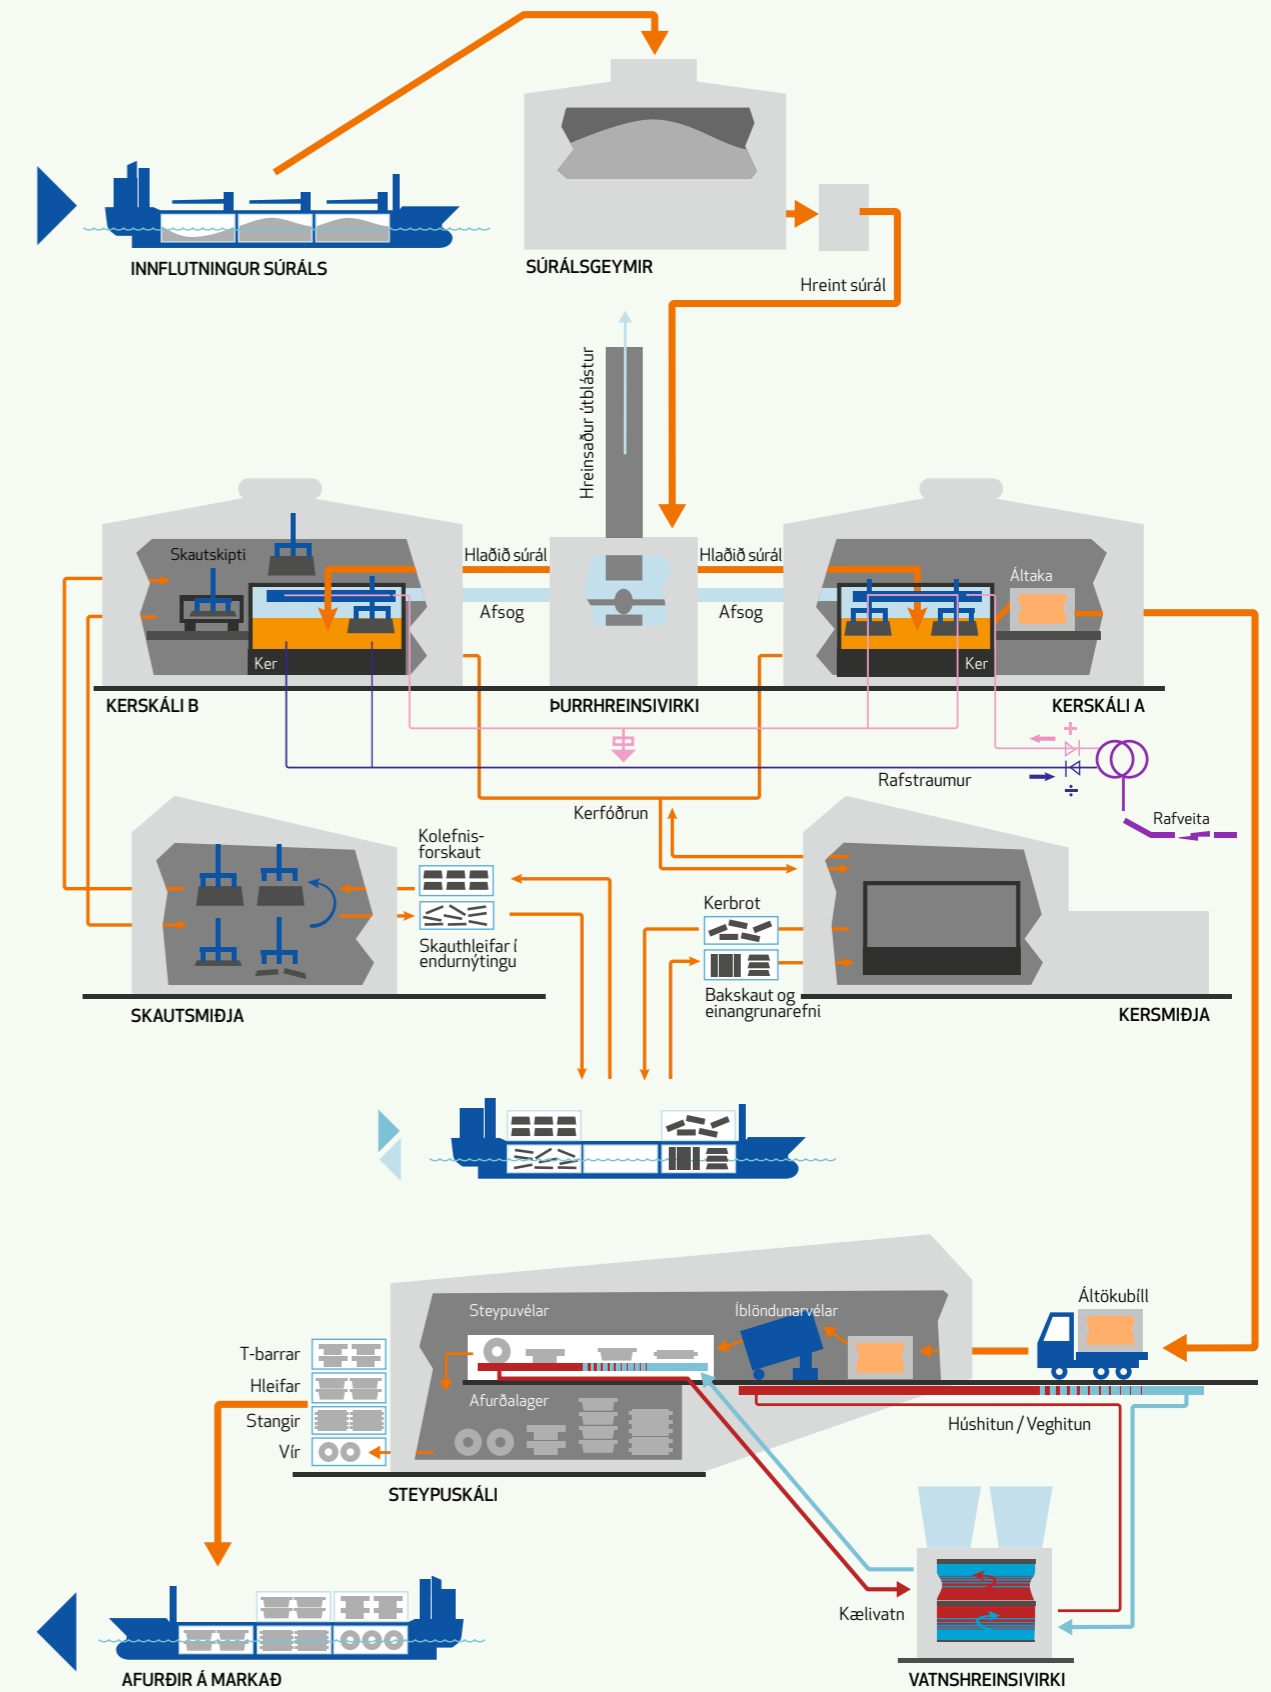 INNFLUTNINGUR SÚRÁLS
SÚRÁLSGEYMIR
Hreint súrál
Hreinsaður útblástur
Skautskipti
Hlaðið súrál
Hlaðið súrál
Áltaka
Afsog
Afsog
Ker
Ker
KERSKÁLI B
ÞURRHREINSIVIRKI
KERSKÁLI A
+
÷
Rafstraumur
Kerfóðrun
Rafveita
Kolefnis-
forskaut
Skauthleifar í
endurnýtingu
Kerbrot
Bakskaut og
einangrunarefni
SKAUTSMIÐJA
KERSMIÐJA
Steypuvélar
Íblöndunarvélar
Áltökubíll
T-barrar
Hleifar
Stangir
Vír
Afurðalager
Húshitun / Veghitun
STEYPUSKÁLI
Kælivatn
AFURÐIR Á MARKAÐ
VATNSHREINSIVIRKI